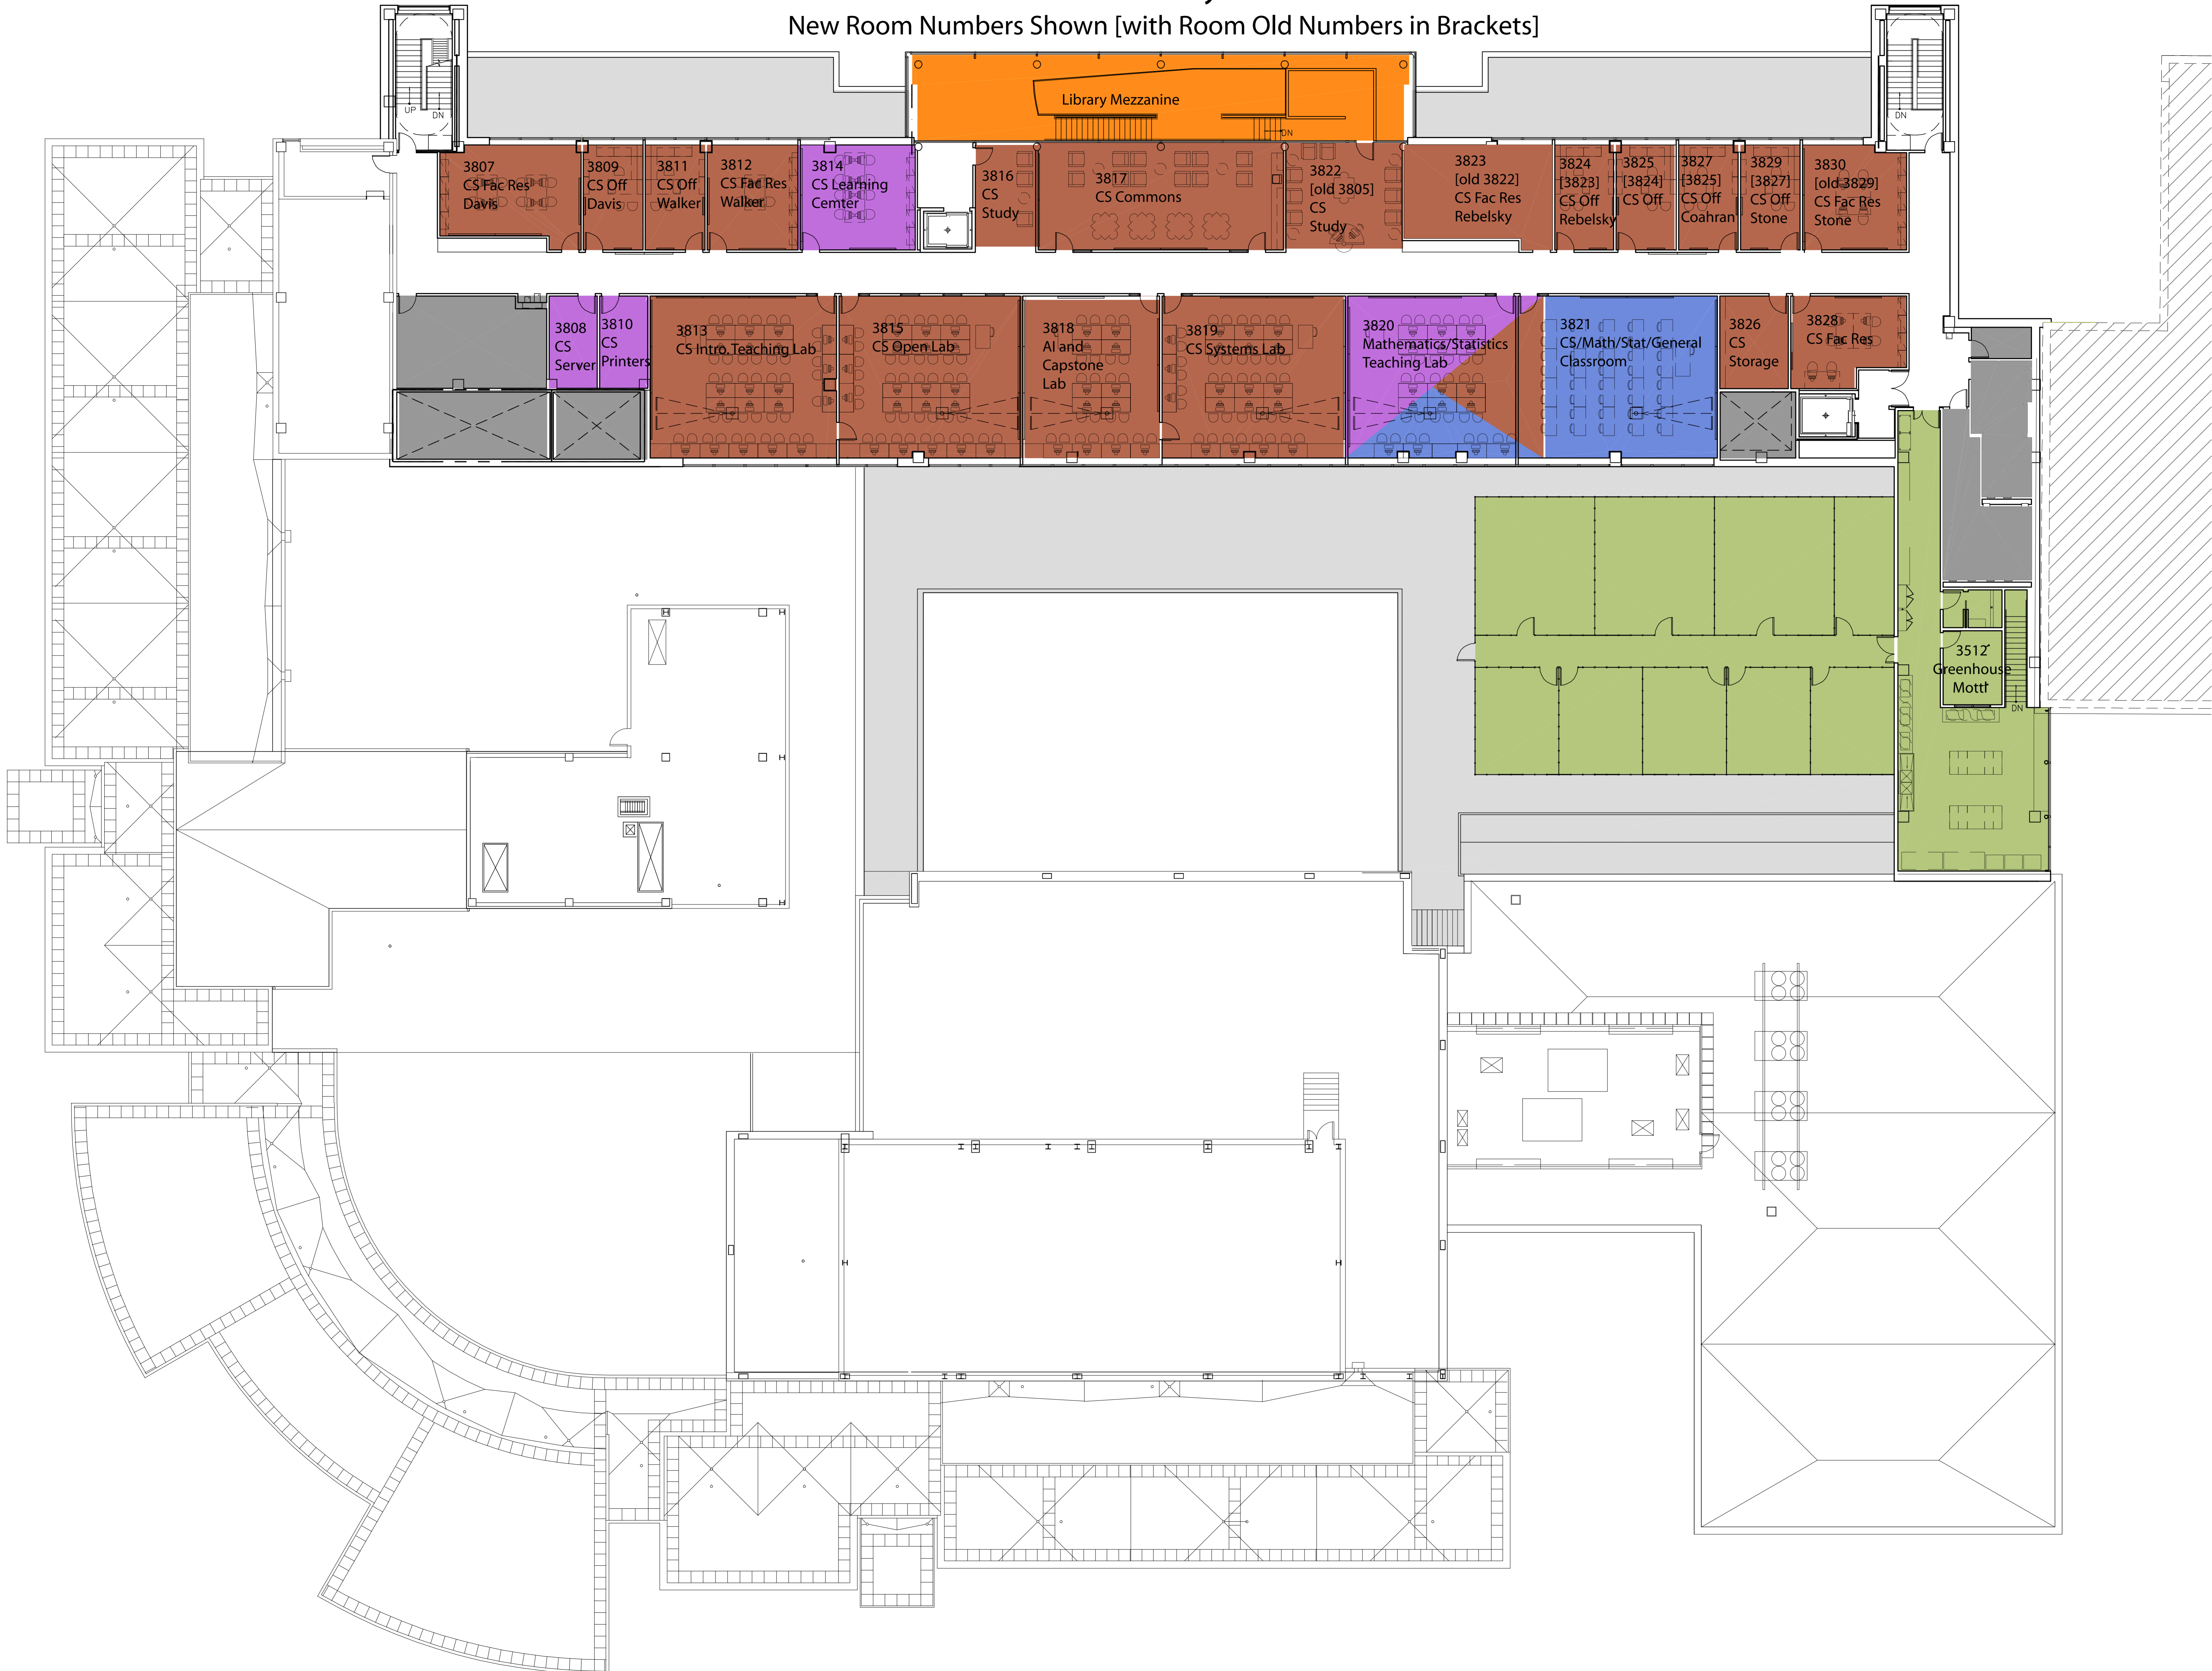 New Room Numbers Shown [with Room Old Numbers in Brackets]
UP
DN
Library Mezzanine
DN
DN
3807
CS Fac Res
Davis
3809
CS Off
Davis
3811
CS Off
Walker
3812
CS Fac Res
Walker
3814
CS Learning
Cemter
3816
CS
Study
3817
CS Commons
3822
[old 3805]
CS
Study
3823
[old 3822]
CS Fac Res
Rebelsky
3824
[3823]
CS Off
Rebelsky
3825
[3824]
CS Off
3827
[3825]
CS Off
Coahran
3829
[3827]
CS Off
Stone
3830
[old 3829]
CS Fac Res
Stone
3808
CS
Server
3810
CS
Printers
3813
CS Intro. Teaching Lab
3815
CS Open Lab
3818
AI and
Capstone
Lab
3819
CS Systems Lab
3820
Mathematics/Statistics
Teaching Lab
3821
CS/Math/Stat/General
Classroom
3826
CS
Storage
3828
CS Fac Res
3512
Greenhouse
Mottl
DN